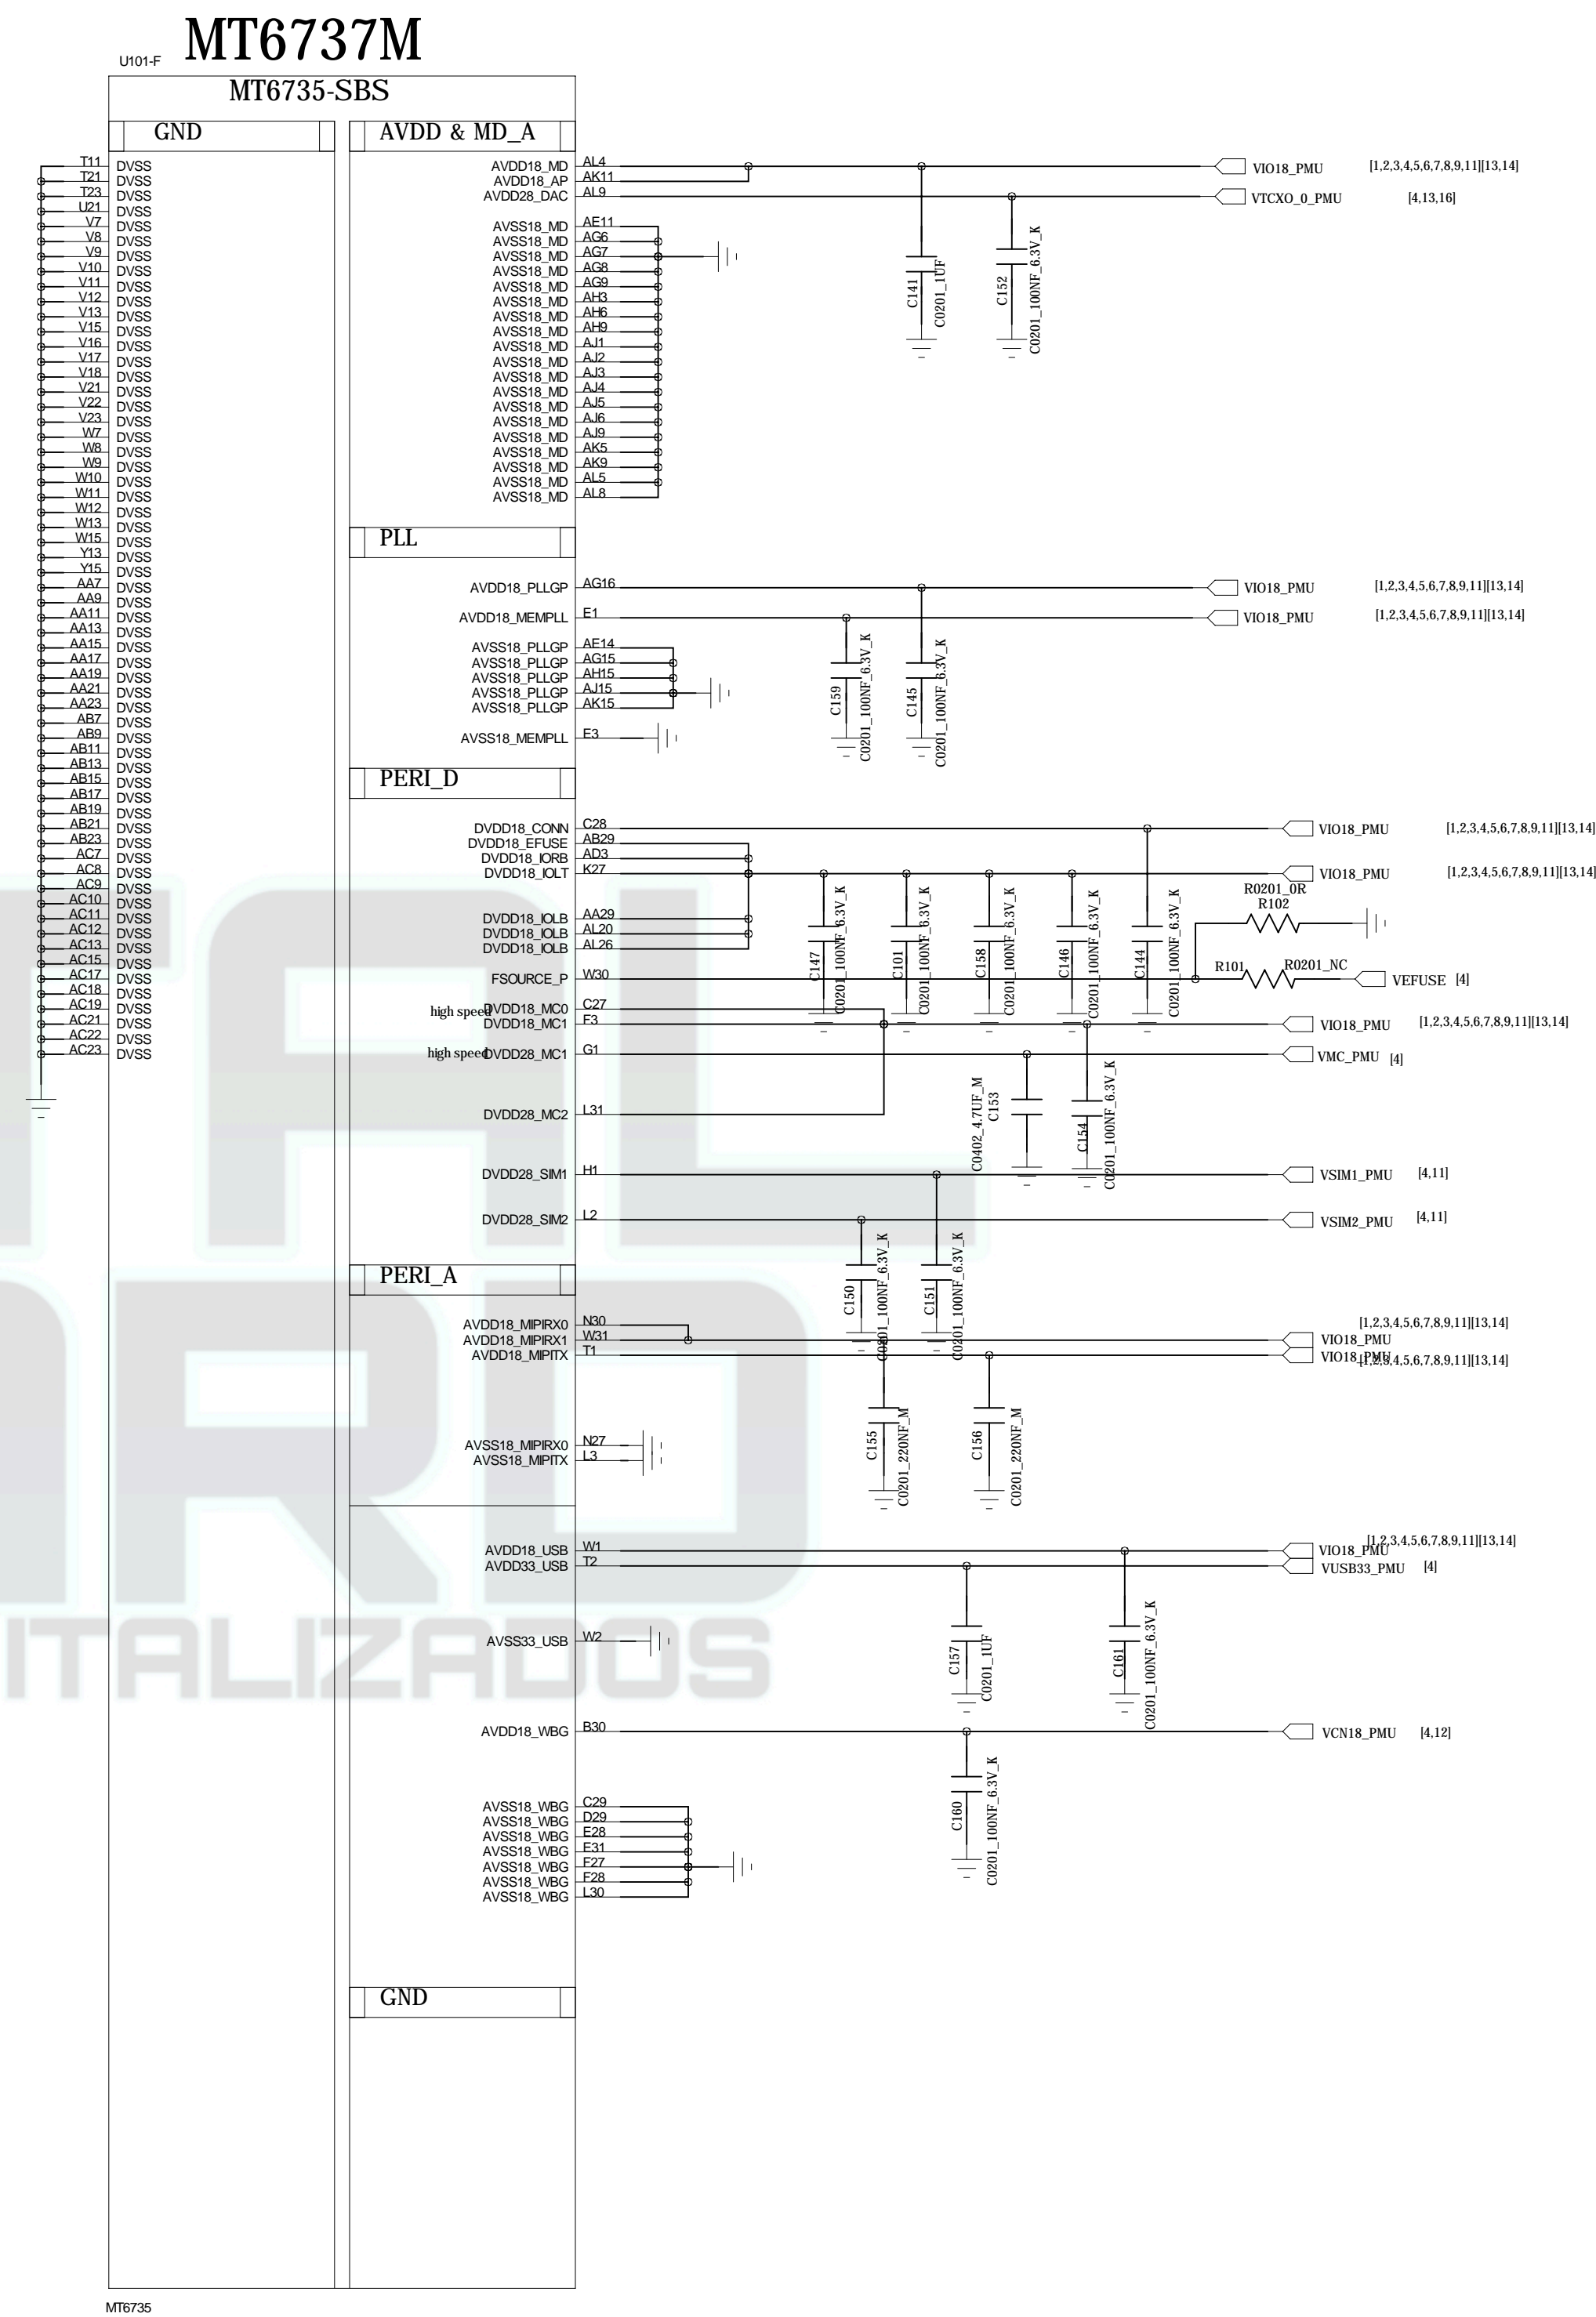 MT6737M
U101-F
MT6735-SBS
GND
T11 DVSS
T21 DVSS
T23 DVSS
U21 DVSS
V7 DVSS
V8 DVSS
V9 DVSS
V10 DVSS
V11 DVSS
V12 DVSS
V13 DVSS
V15 DVSS
V16 DVSS
V17 DVSS
V18 DVSS
V21 DVSS
V22 DVSS
V23 DVSS
W7 DVSS
W8 DVSS
W9 DVSS
W10 DVSS
W11 DVSS
W12 DVSS
W13 DVSS
W15 DVSS
Y13 DVSS
Y15 DVSS
AA7 DVSS
AA9 DVSS
AA11 DVSS
AA13 DVSS
AA15 DVSS
AA17 DVSS
AA19 DVSS
AA21 DVSS
AA23 DVSS
AB7 DVSS
AB9 DVSS
AB11 DVSS
AB13 DVSS
AB15 DVSS
AB17 DVSS
AB19 DVSS
AB21 DVSS
AB23 DVSS
AC7 DVSS
AC8 DVSS
AC9 DVSS
AC10 DVSS
AC11 DVSS
AC12 DVSS
AC13 DVSS
AC15 DVSS
AC17 DVSS
AC18 DVSS
AC19 DVSS
AC21 DVSS
AC22 DVSS
AC23 DVSS
AVDD & MD_A
AVDD18_MD AL4 VIO18_PMU [1,2,3,4,5,6,7,8,9,11][13,14]
AVDD18_AP AK11
AVDD28_DAC AL9 VTCXO_0_PMU [4,13,16]
AVSS18_MD AE11
AVSS18_MD AG6
AVSS18_MD AG7
AVSS18_MD AG8
AVSS18_MD AG9
AVSS18_MD AH3
AVSS18_MD AH6
AVSS18_MD AH9
AVSS18_MD AJ1
AVSS18_MD AJ2
AVSS18_MD AJ3
AVSS18_MD AJ4
AVSS18_MD AJ5
AVSS18_MD AJ6
AVSS18_MD AJ9
AVSS18_MD AK5
AVSS18_MD AK9
AVSS18_MD AL5
AVSS18_MD AL8
C141 C0201_1UF
C152 C0201_100NF_6.3V_K
PLL
AVDD18_PLLGP AG16 VIO18_PMU [1,2,3,4,5,6,7,8,9,11][13,14]
AVDD18_MEMPLL E1 VIO18_PMU [1,2,3,4,5,6,7,8,9,11][13,14]
AVSS18_PLLGP AE14
AVSS18_PLLGP AG15
AVSS18_PLLGP AH15
AVSS18_PLLGP AJ15
AVSS18_PLLGP AK15
AVSS18_MEMPLL E3
C159 C0201_100NF_6.3V_K
C145 C0201_100NF_6.3V_K
PERI_D
DVDD18_CONN C28 VIO18_PMU [1,2,3,4,5,6,7,8,9,11][13,14]
DVDD18_EFUSE AB29
DVDD18_IORB AD3
DVDD18_IOLT K27 VIO18_PMU [1,2,3,4,5,6,7,8,9,11][13,14]
R0201_0R
R102
DVDD18_IOLB AA29
DVDD18_IOLB AL20
DVDD18_IOLB AL26
C147 C0201_100NF_6.3V_K
C101 C0201_100NF_6.3V_K
C158 C0201_100NF_6.3V_K
C146 C0201_100NF_6.3V_K
C144 C0201_100NF_6.3V_K
FSOURCE_P W30 R101 R0201_NC VEFUSE [4]
high speed DVDD18_MC0 C27
DVDD18_MC1 F3 VIO18_PMU [1,2,3,4,5,6,7,8,9,11][13,14]
high speed DVDD28_MC1 G1 VMC_PMU [4]
DVDD28_MC2 L31
C0402_4.7UF_M C153
C154 C0201_100NF_6.3V_K
DVDD28_SIM1 H1 VSIM1_PMU [4,11]
DVDD28_SIM2 L2 VSIM2_PMU [4,11]
C150 C0201_100NF_6.3V_K
C151 C0201_100NF_6.3V_K
PERI_A
[1,2,3,4,5,6,7,8,9,11][13,14]
AVDD18_MIPIRX0 N30
AVDD18_MIPIRX1 W31 VIO18_PMU
AVDD18_MIPITX T1 VIO18_PMU [1,2,3,4,5,6,7,8,9,11][13,14]
AVSS18_MIPIRX0 N27
AVSS18_MIPITX L3
C155 C0201_220NF_M
C156 C0201_220NF_M
[1,2,3,4,5,6,7,8,9,11][13,14]
AVDD18_USB W1 VIO18_PMU
AVDD33_USB T2 VUSB33_PMU [4]
AVSS33_USB W2
C157 C0201_1UF
C161 C0201_100NF_6.3V_K
AVDD18_WBG B30 VCN18_PMU [4,12]
C160 C0201_100NF_6.3V_K
AVSS18_WBG C29
AVSS18_WBG D29
AVSS18_WBG E28
AVSS18_WBG E31
AVSS18_WBG F27
AVSS18_WBG F28
AVSS18_WBG L30
GND
MT6735
TAL
ARD
ITALIZADOS